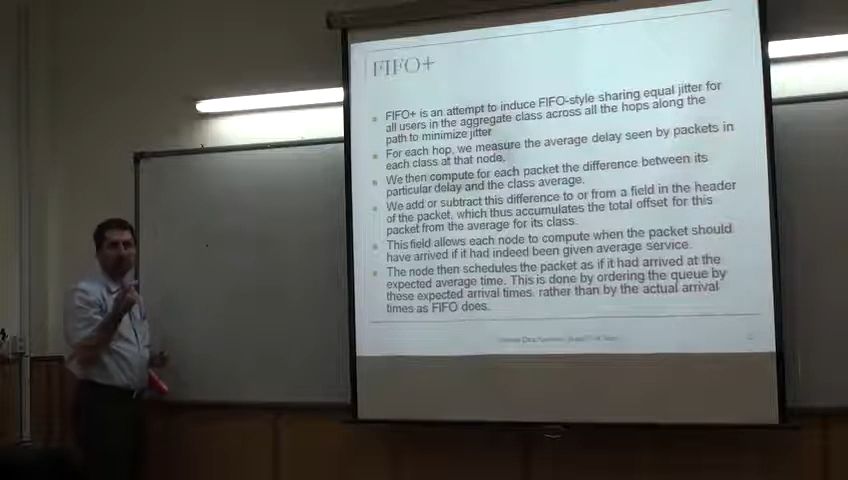 FIFO+
FIFO+ is an attempt to induce FIFO-style sharing equal jitter for
all users in the aggregate class across all the hops along the
path to minimize jitter
For each hop, we measure the average delay seen by packets in
each class at that node.
We then compute for each packet the difference between its
particular delay and the class average.
We add or subtract this difference to or from a field in the header
of the packet, which thus accumulates the total offset for this
packet from the average for its class.
This field allows each node to compute when the packet should
have arrived if it had indeed been given average service.
The node then schedules the packet as if it had arrived at the
expected average time. This is done by ordering the queue by
these expected arrival times, rather than by the actual arrival
times as FIFO does.